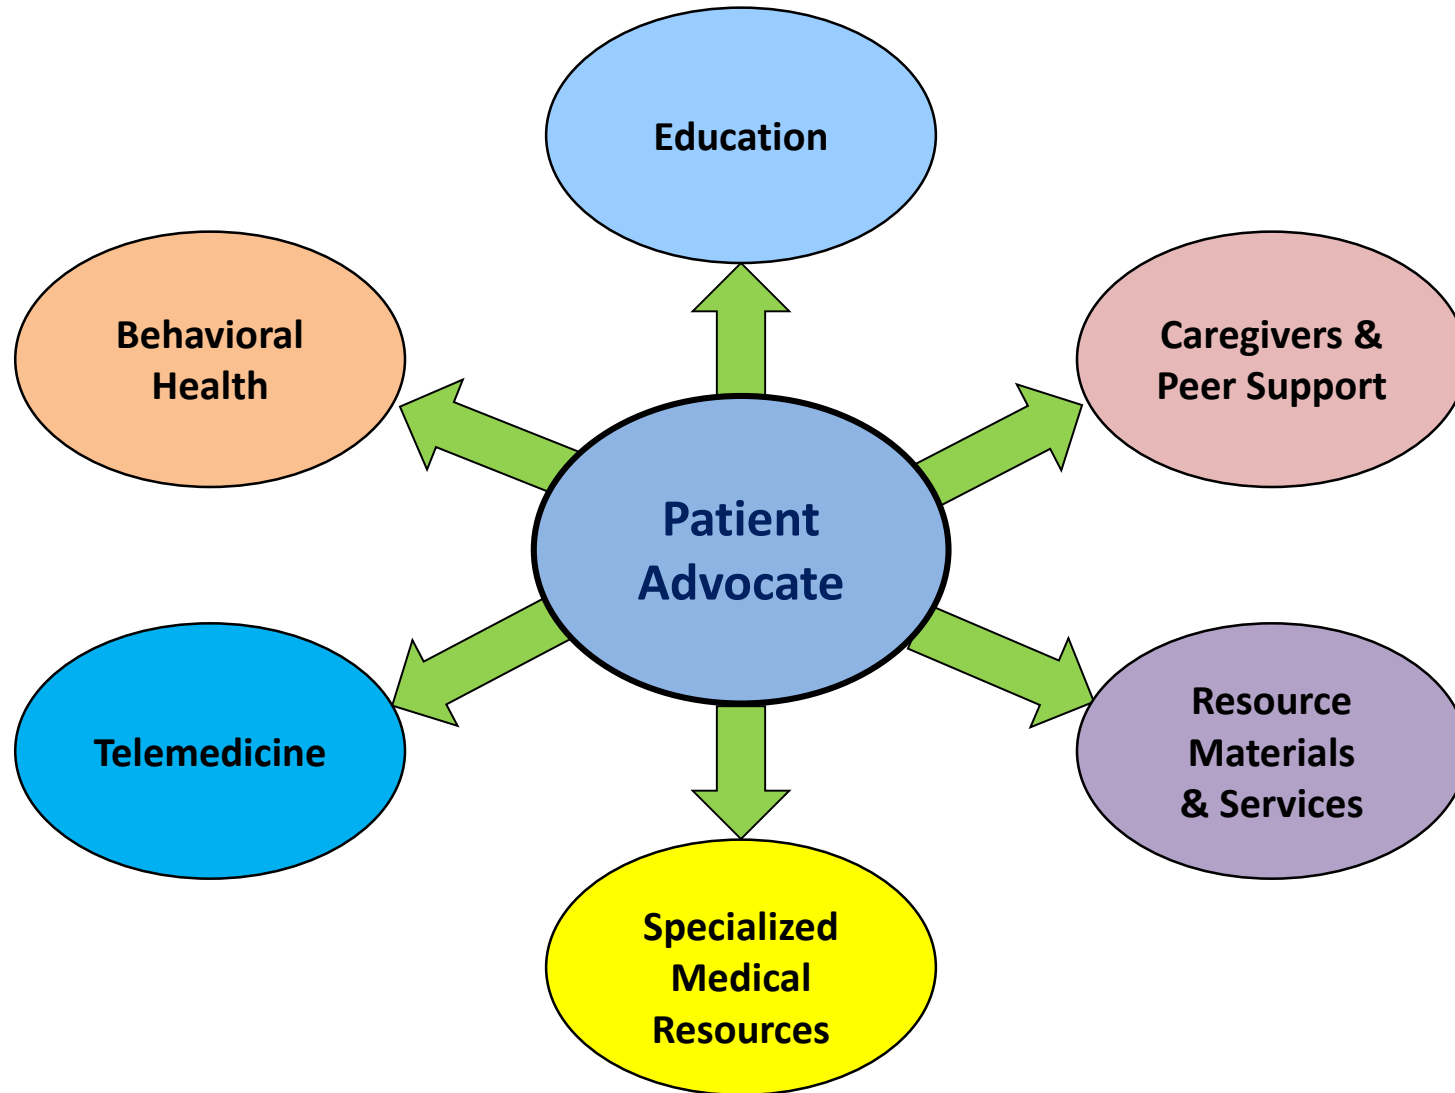 Education
Behavioral
Health
Caregivers &
Peer Support
Patient
Advocate
Telemedicine
Resource
Materials
& Services
Specialized
Medical
Resources